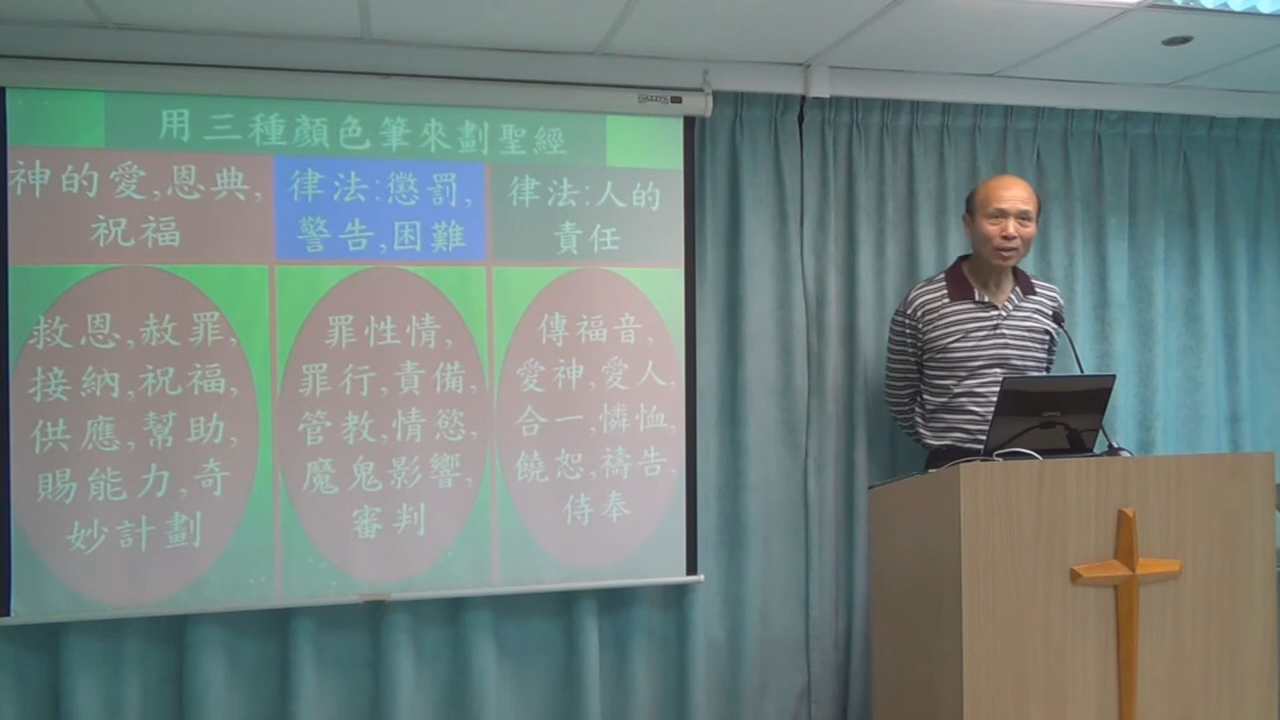 用三種顏色筆來劃聖經
神的愛,恩典,
祝福
律法:懲罰,
警告,困難
律法:人的
責任
救恩,赦罪,
接納,祝福,
供應,幫助,
賜能力,奇
妙計劃
罪性情,
罪行,責備,
管教,情慾,
魔鬼影響,
審判
傳福音,
愛神,愛人,
合一,憐恤,
饒恕,禱告,
侍奉